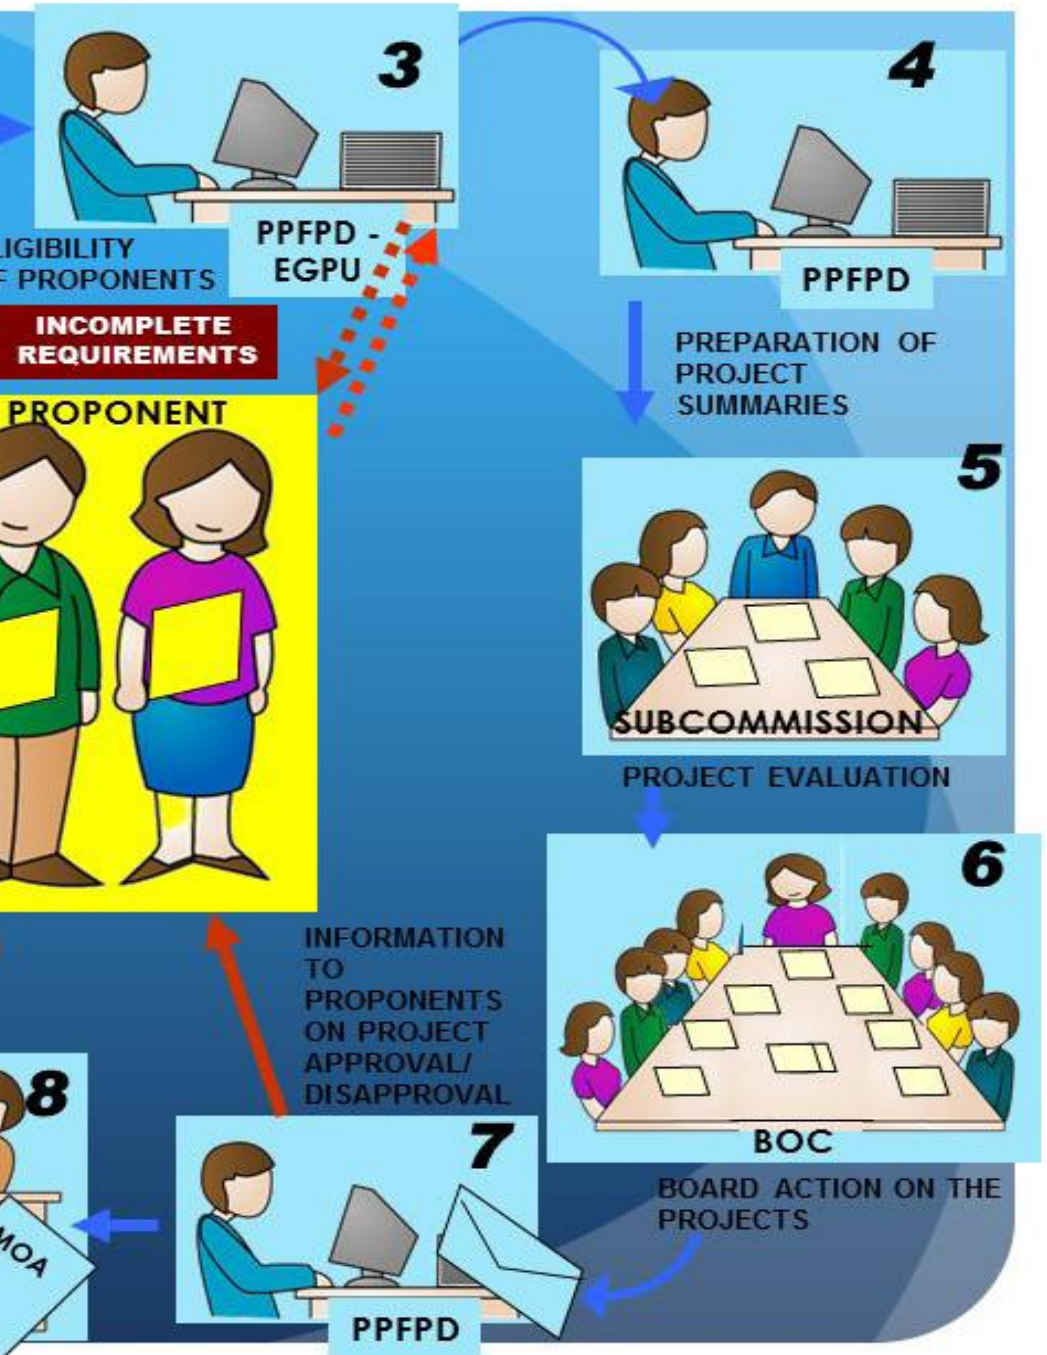 3
4
PPFPD -
EGPU
PPFPD
LIGIBILITY
F PROPONENTS
INCOMPLETE
REQUIREMENTS
PREPARATION OF
PROJECT
SUMMARIES
PROPONENT
5
SUBCOMMISSION
PROJECT EVALUATION
6
BOC
BOARD ACTION ON THE
PROJECTS
INFORMATION
TO
PROPONENTS
ON PROJECT
APPROVAL/
DISAPPROVAL
7
PPFPD
8
MOA